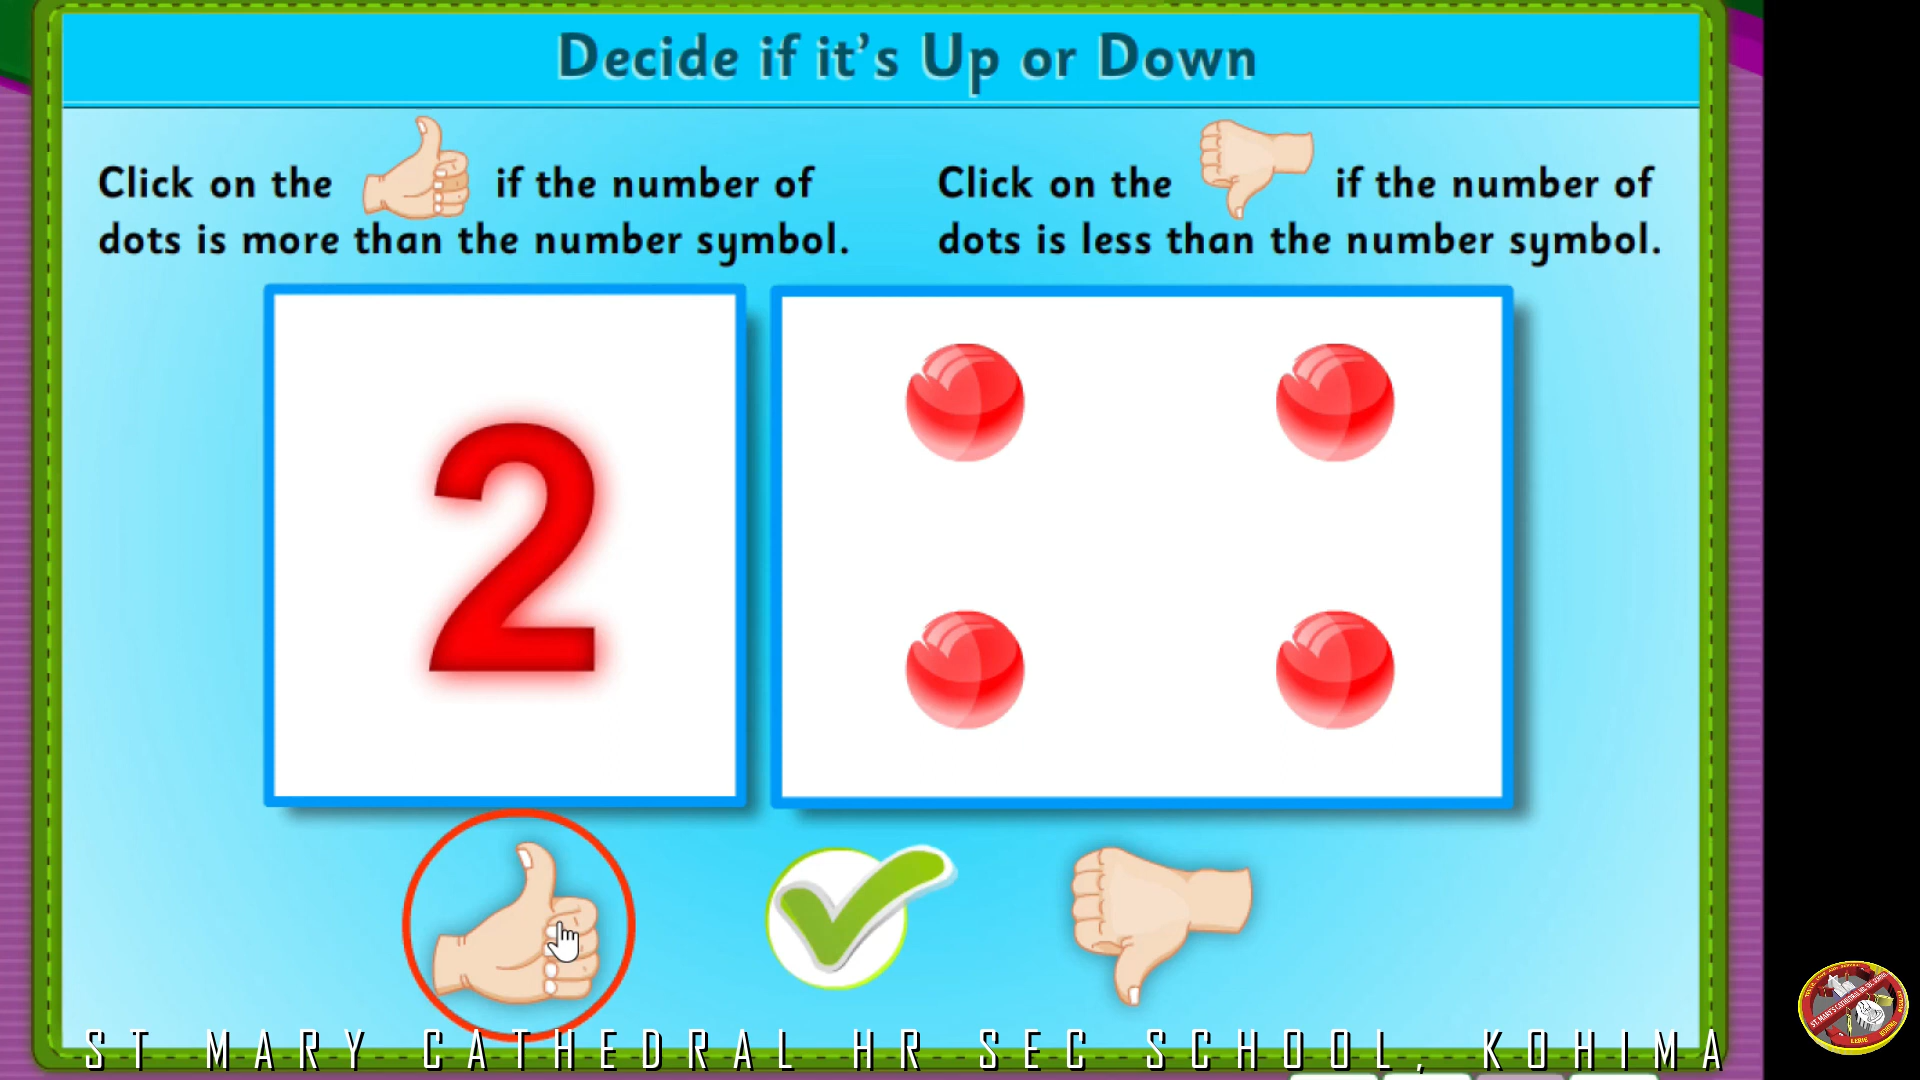 Decide if it's Up or Down
Click on the if the number of
dots is more than the number symbol.
Click on the if the number of
dots is less than the number symbol.
2
ST MARY CATHEDRAL HR SEC SCHOOL, KOHIMA